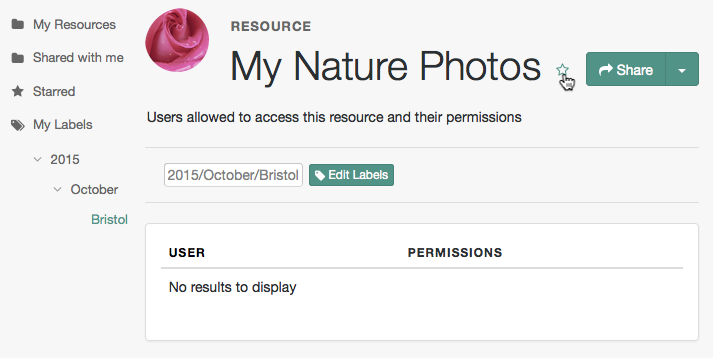 My Resources
Shared with me
Starred
My Labels
2015
October
Bristol
RESOURCE
My Nature Photos
Share
Users allowed to access this resource and their permissions
2015/October/Bristol
Edit Labels
USER PERMISSIONS
No results to display